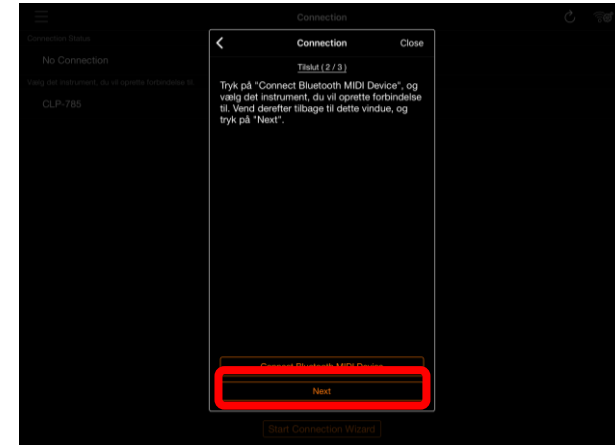 Connection
Connection Status
No Connection
Vælg det instrument, du vil oprette forbindelse til.
CLP-785
Connection
Close
Tilslut ( 2 / 3 )
Tryk på "Connect Bluetooth MIDI Device", og
vælg det instrument, du vil oprette forbindelse
til. Vend derefter tilbage til dette vindue, og
tryk på "Next".
Connect Bluetooth MIDI Device
Next
Start Connection Wizard